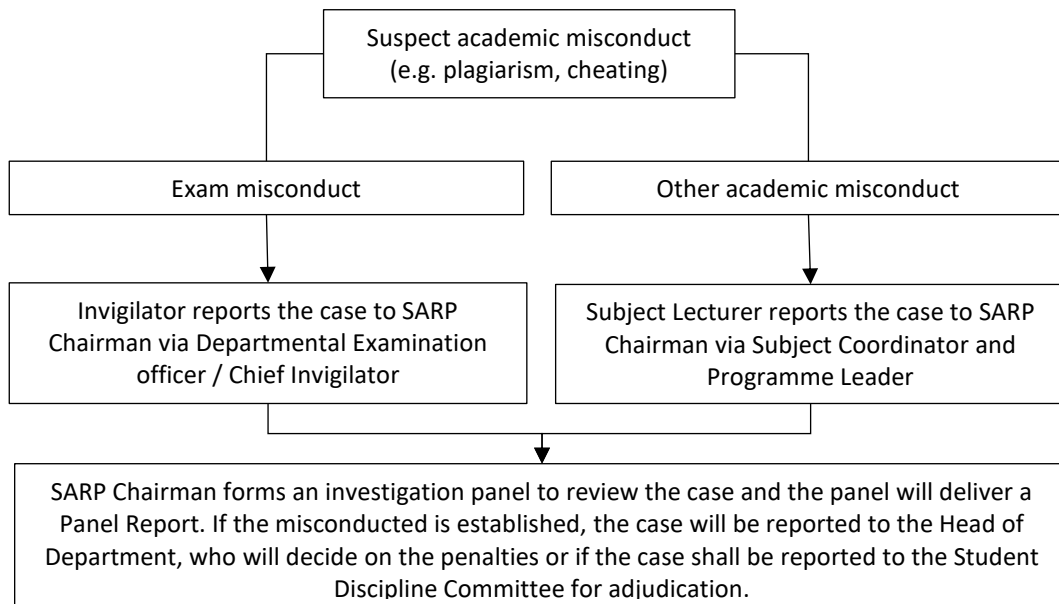 Suspect academic misconduct
(e.g. plagiarism, cheating)
Exam misconduct
Other academic misconduct
Invigilator reports the case to SARP
Chairman via Departmental Examination
officer / Chief Invigilator
Subject Lecturer reports the case to SARP
Chairman via Subject Coordinator and
Programme Leader
SARP Chairman forms an investigation panel to review the case and the panel will deliver a
Panel Report. If the misconducted is established, the case will be reported to the Head of
Department, who will decide on the penalties or if the case shall be reported to the Student
Discipline Committee for adjudication.